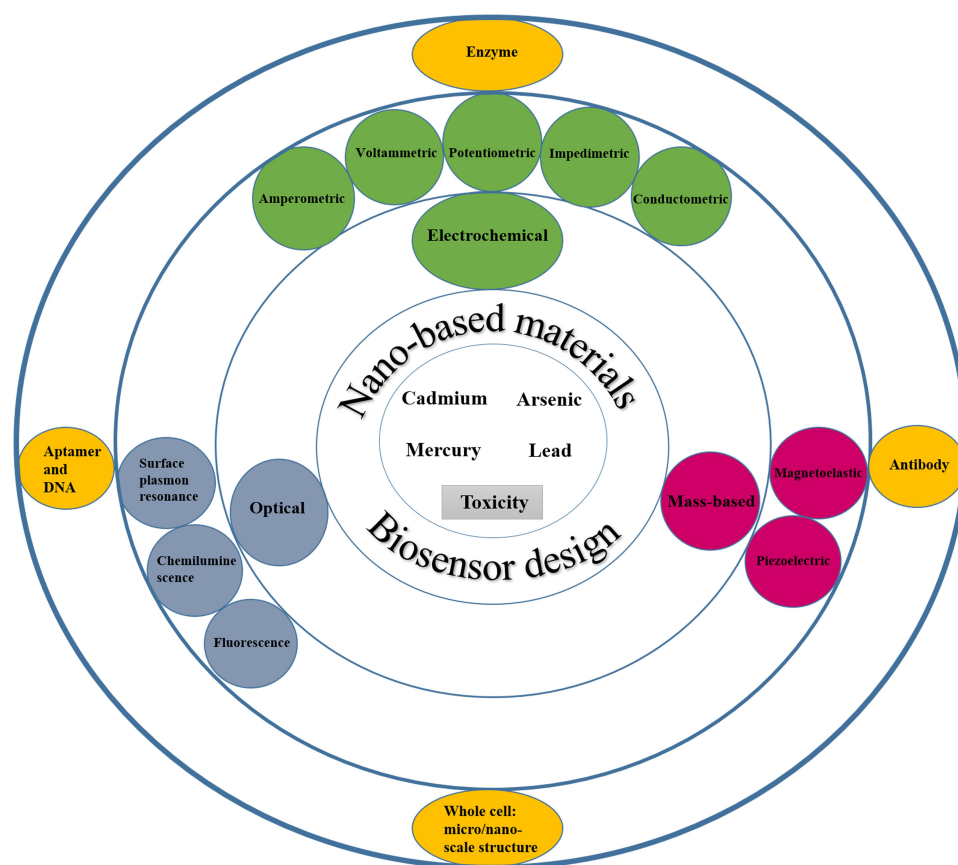 Enzyme
Voltammetric
Potentiometric
Impedimetric
Amperometric
Conductometric
Electrochemical
Nano-based materials
Cadmium
Arsenic
Mercury
Lead
Toxicity
Biosensor design
Aptamer
and
DNA
Surface
plasmon
resonance
Optical
Chemilumine
scence
Fluorescence
Mass-based
Magnetoelastic
Piezoelectric
Antibody
Whole cell:
micro/nano-
scale structure